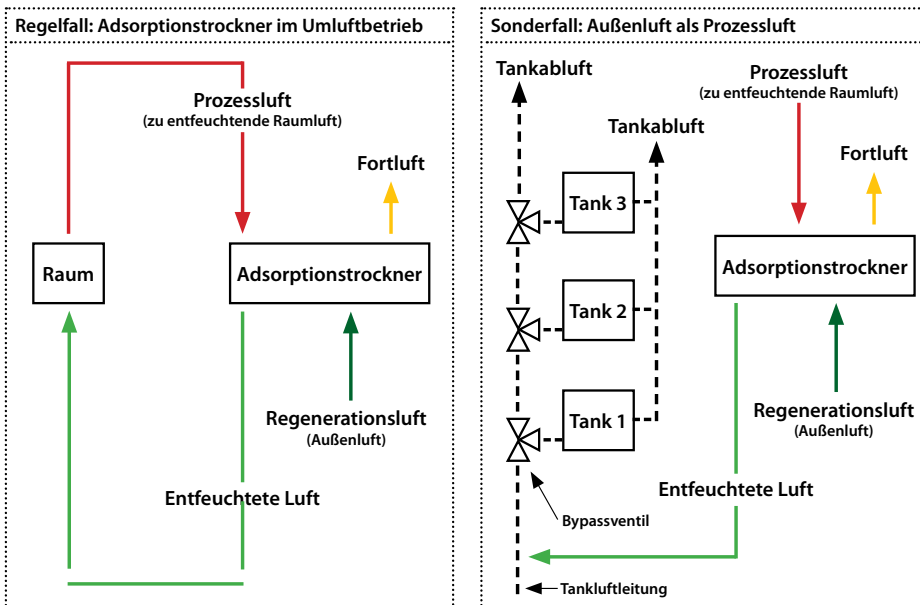 Regelfall: Adsorptionstrockner im Umluftbetrieb
Prozessluft
(zu entfeuchtende Raumluft)
Fortluft
Raum
Adsorptionstrockner
Regenerationsluft
(Außenluft)
Entfeuchtete Luft
Sonderfall: Außenluft als Prozessluft
Tankabluft
Prozessluft
(zu entfeuchtende Raumluft)
Tankabluft
Fortluft
Tank 3
Adsorptionstrockner
Tank 2
Tank 1
Regenerationsluft
(Außenluft)
Entfeuchtete Luft
Bypassventil
Tankluftleitung